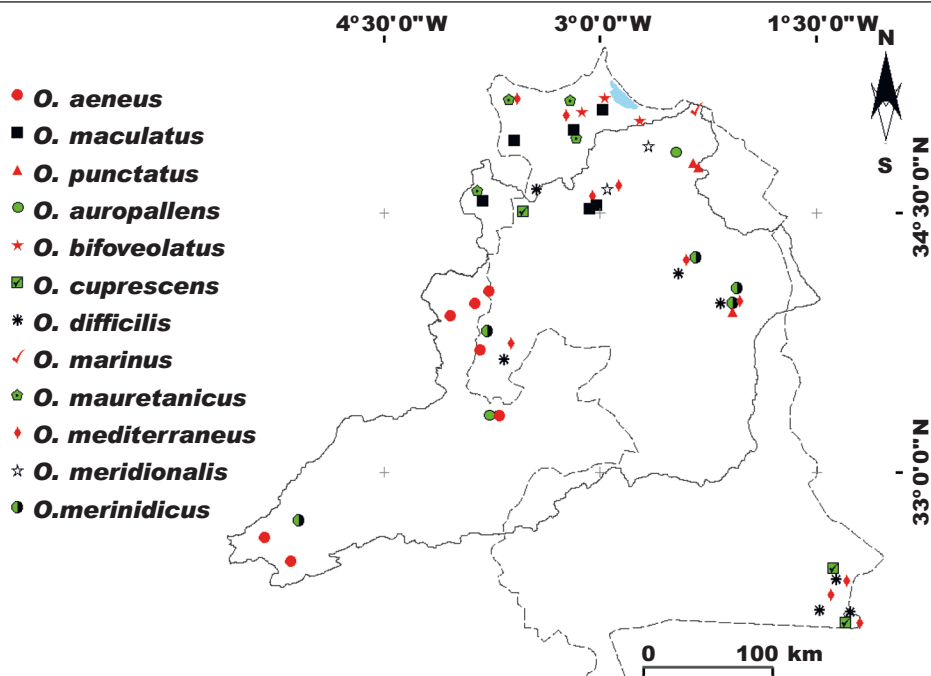 4°30'0"W 3°0'0"W 1°30'0"W
N
S
O. aeneus
O. maculatus
O. punctatus
O. auropallens
O. bifoveolatus
O. cuprescens
O. difficilis
O. marinus
O. mauretanicus
O. mediterraneus
O. meridionalis
O.merinidicus
34°30'0"N
33°0'0"N
0 100 km